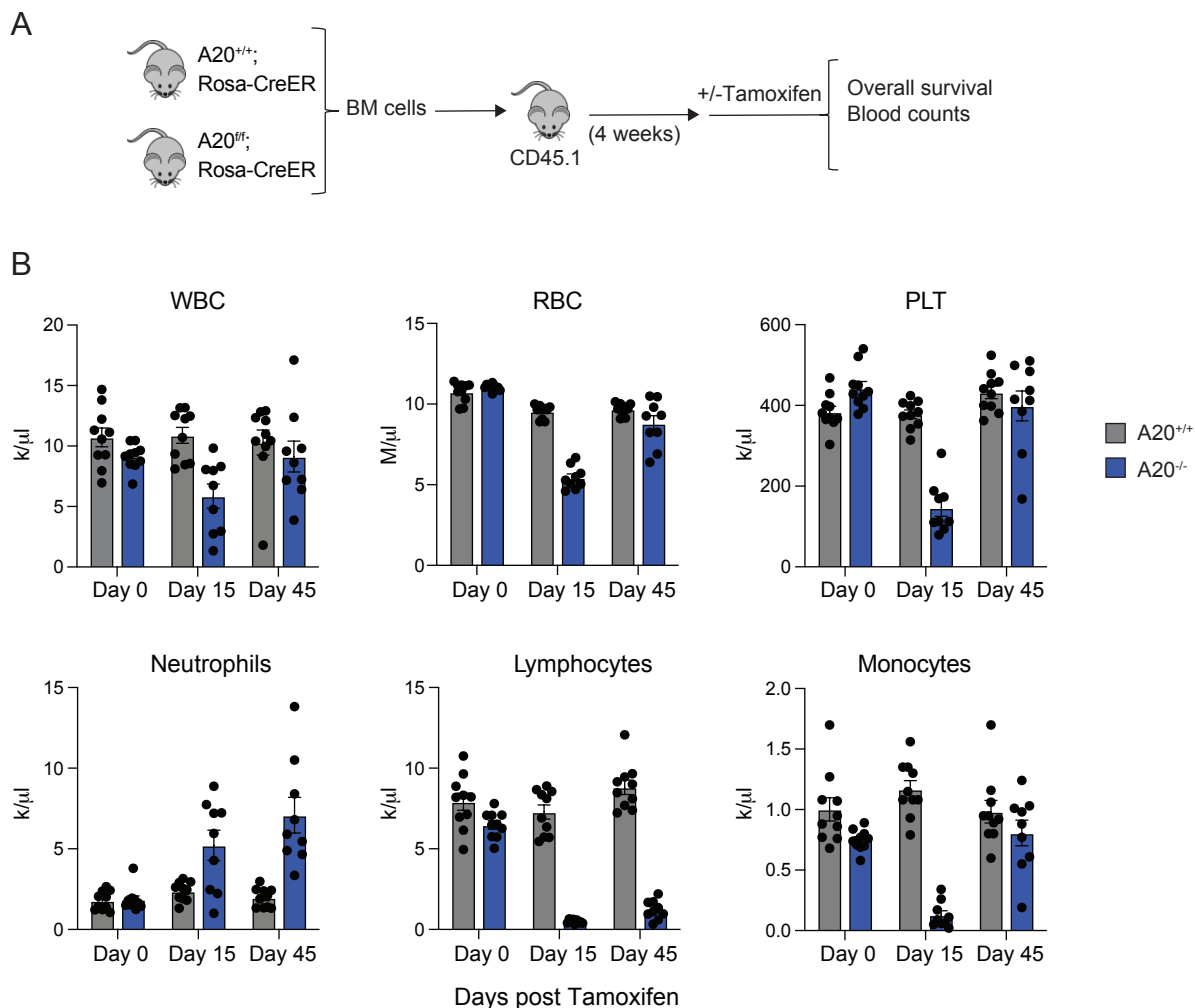 A
A20+/+;
Rosa-CreER
A20f/f;
Rosa-CreER
BM cells
CD45.1
(4 weeks)
+/-Tamoxifen
Overall survival
Blood counts
B
WBC
k/µl
20
15
10
5
0
Day 0 Day 15 Day 45
RBC
M/µl
15
10
5
0
Day 0 Day 15 Day 45
PLT
k/µl
600
400
200
0
Day 0 Day 15 Day 45
A20+/+
A20-/-
Neutrophils
k/µl
15
10
5
0
Day 0 Day 15 Day 45
Lymphocytes
k/µl
15
10
5
0
Day 0 Day 15 Day 45
Monocytes
k/µl
2.0
1.5
1.0
0.5
0.0
Day 0 Day 15 Day 45
Days post Tamoxifen